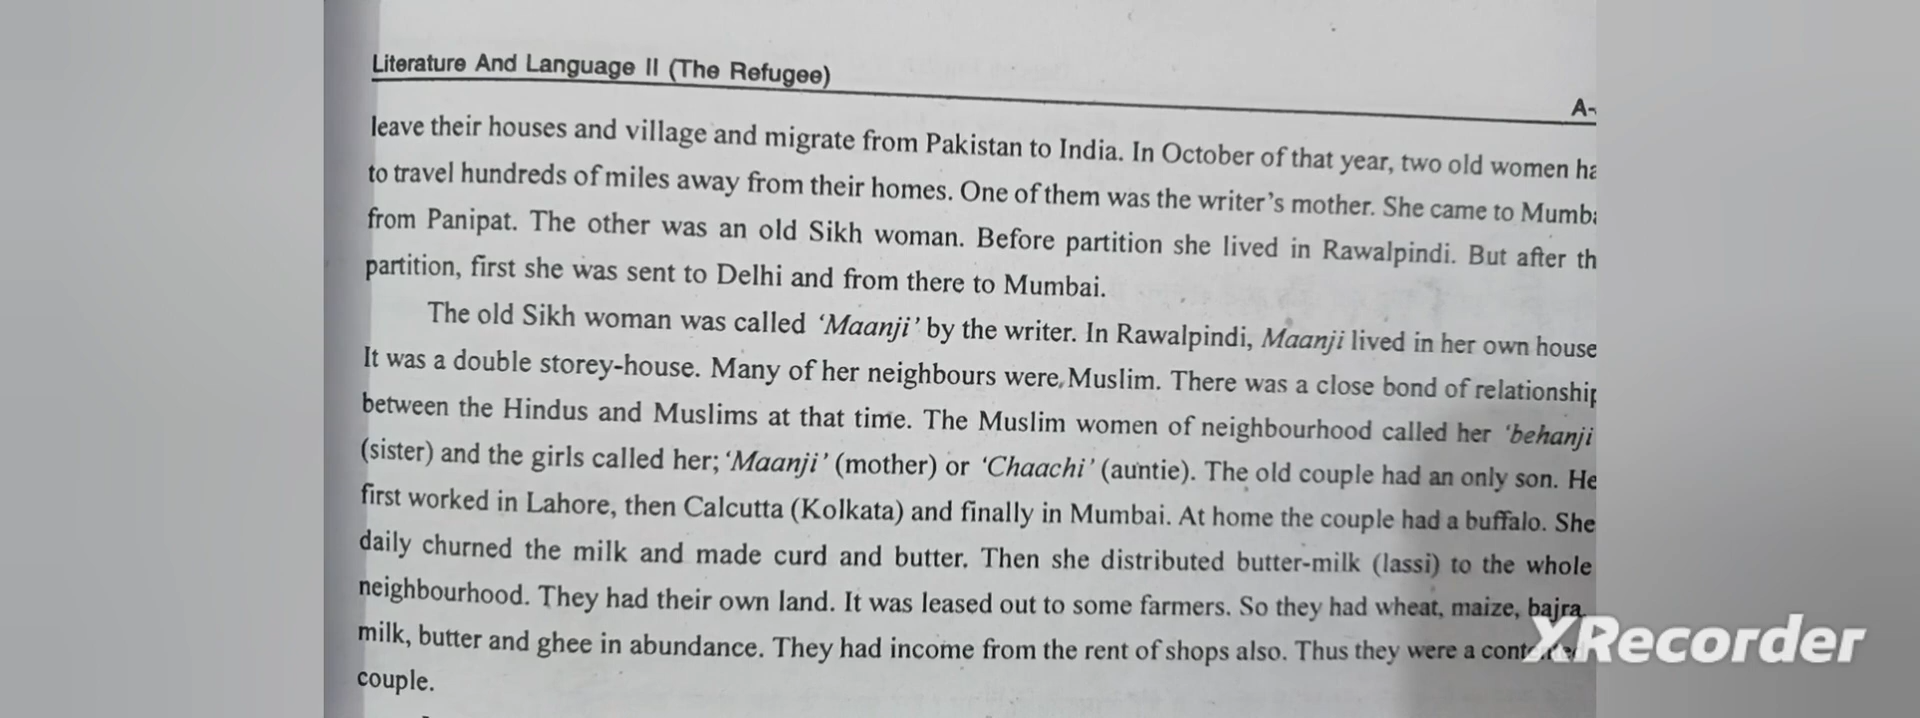 Literature And Language II (The Refugee)
A-
leave their houses and village and migrate from Pakistan to India. In October of that year, two old women ha
to travel hundreds of miles away from their homes. One of them was the writer's mother. She came to Mumba
from Panipat. The other was an old Sikh woman. Before partition she lived in Rawalpindi. But after th
partition, first she was sent to Delhi and from there to Mumbai.
The old Sikh woman was called 'Maanji' by the writer. In Rawalpindi, Maanji lived in her own house
It was a double storey-house. Many of her neighbours were Muslim. There was a close bond of relationship
between the Hindus and Muslims at that time. The Muslim women of neighbourhood called her 'behanji
(sister) and the girls called her; 'Maanji' (mother) or 'Chaachi' (auntie). The old couple had an only son. He
first worked in Lahore, then Calcutta (Kolkata) and finally in Mumbai. At home the couple had a buffalo. She
daily churned the milk and made curd and butter. Then she distributed butter-milk (lassi) to the whole
neighbourhood. They had their own land. It was leased out to some farmers. So they had wheat, maize, bajra
milk, butter and ghee in abundance. They had income from the rent of shops also. Thus they were a
couple.
XRecorder